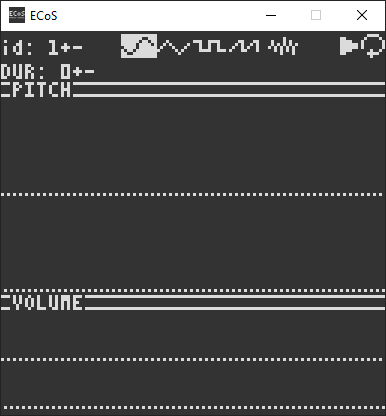 ECoS
id: 1+-
DUR: 0+-
PITCH
VOLUME